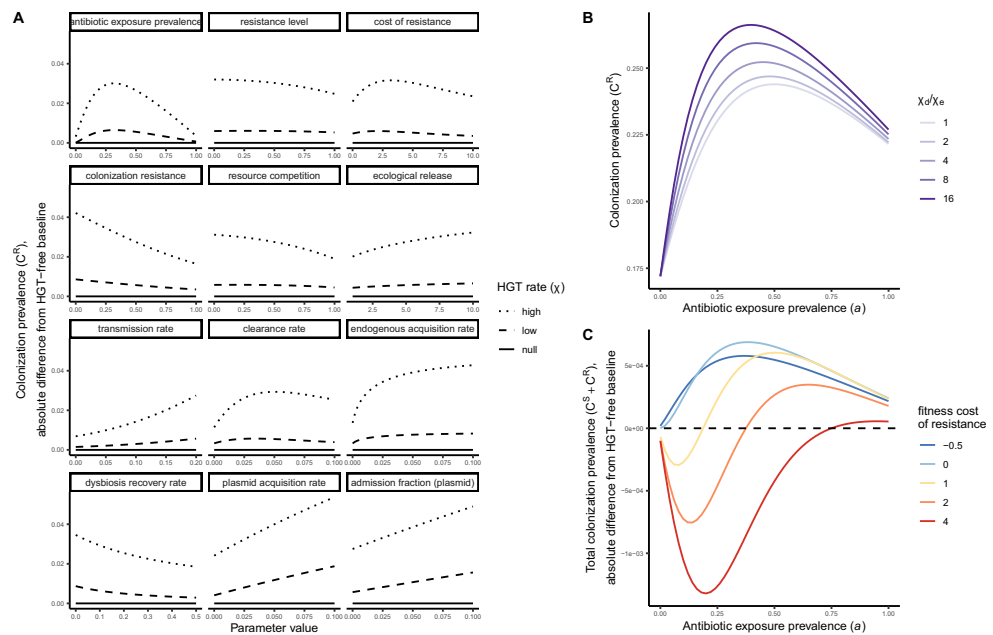 A
antibiotic exposure prevalence
resistance level
cost of resistance
0.04
0.02
0.00
0.00 0.25 0.50 0.75 1.00
0.00 0.25 0.50 0.75 1.00
0.0 2.5 5.0 7.5 10.0
colonization resistance
resource competition
ecological release
0.04
0.02
0.00
0.00 0.25 0.50 0.75 1.00
0.00 0.25 0.50 0.75 1.00
2.5 5.0 7.5 10.0
transmission rate
clearance rate
endogenous acquisition rate
0.04
0.02
0.00
0.00 0.05 0.10 0.15 0.20
0.000 0.025 0.050 0.075 0.100
0.000 0.025 0.050 0.075 0.100
dysbiosis recovery rate
plasmid acquisition rate
admission fraction (plasmid)
0.04
0.02
0.00
0.0 0.1 0.2 0.3 0.4 0.5
0.000 0.025 0.050 0.075 0.100
0.000 0.025 0.050 0.075 0.100
Parameter value
Colonization prevalence (C^R),
absolute difference from HGT-free baseline
HGT rate (χ)
high
low
null
B
Colonization prevalence (C^R)
0.250
0.225
0.200
0.175
0.00 0.25 0.50 0.75 1.00
Antibiotic exposure prevalence (a)
χd/χe
1
2
4
8
16
C
Total colonization prevalence (C^S + C^R),
absolute difference from HGT-free baseline
5e−04
0e+00
−5e−04
−1e−03
0.00 0.25 0.50 0.75 1.00
Antibiotic exposure prevalence (a)
fitness cost
of resistance
−0.5
0
1
2
4